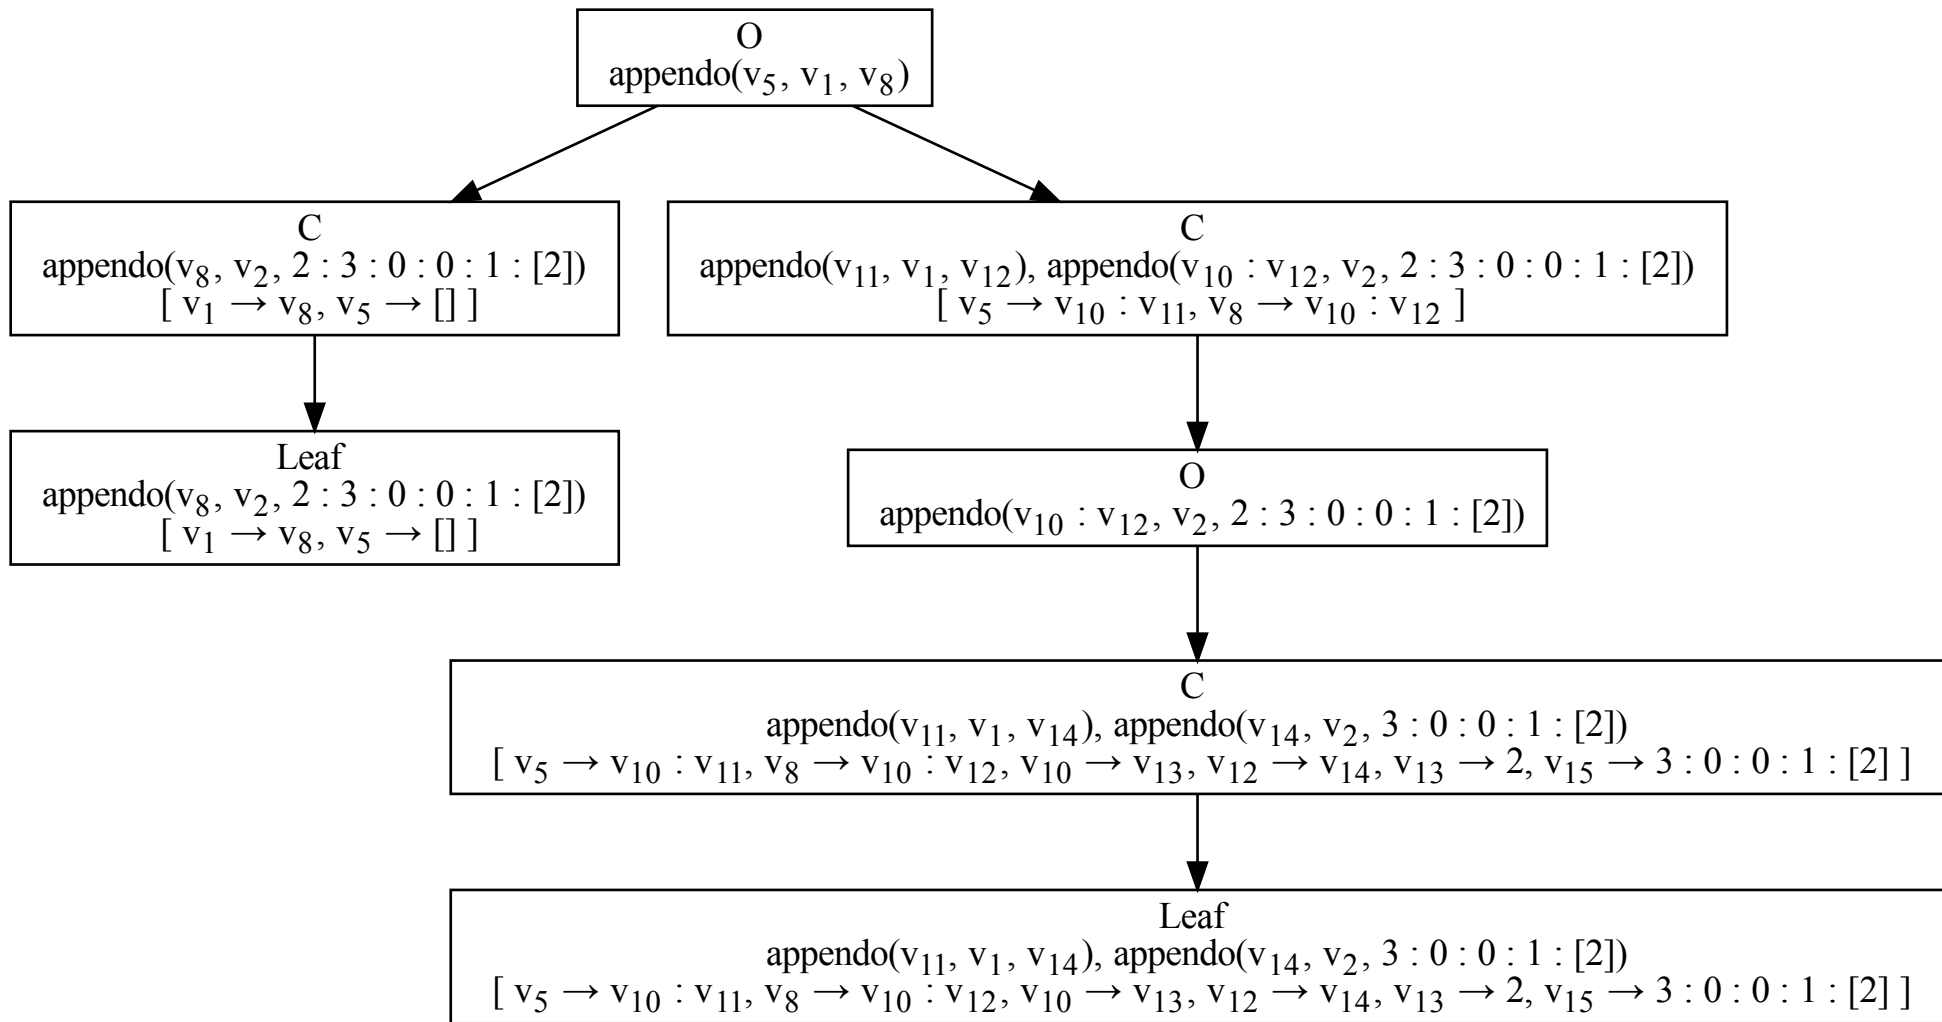 O
appendo(v₅, v₁, v₈)
C
appendo(v₈, v₂, 2 : 3 : 0 : 0 : 1 : [2])
[ v₁ → v₈, v₅ → [] ]
C
appendo(v₁₁, v₁, v₁₂), appendo(v₁₀ : v₁₂, v₂, 2 : 3 : 0 : 0 : 1 : [2])
[ v₅ → v₁₀ : v₁₁, v₈ → v₁₀ : v₁₂ ]
Leaf
appendo(v₈, v₂, 2 : 3 : 0 : 0 : 1 : [2])
[ v₁ → v₈, v₅ → [] ]
O
appendo(v₁₀ : v₁₂, v₂, 2 : 3 : 0 : 0 : 1 : [2])
C
appendo(v₁₁, v₁, v₁₄), appendo(v₁₄, v₂, 3 : 0 : 0 : 1 : [2])
[ v₅ → v₁₀ : v₁₁, v₈ → v₁₀ : v₁₂, v₁₀ → v₁₃, v₁₂ → v₁₄, v₁₃ → 2, v₁₅ → 3 : 0 : 0 : 1 : [2] ]
Leaf
appendo(v₁₁, v₁, v₁₄), appendo(v₁₄, v₂, 3 : 0 : 0 : 1 : [2])
[ v₅ → v₁₀ : v₁₁, v₈ → v₁₀ : v₁₂, v₁₀ → v₁₃, v₁₂ → v₁₄, v₁₃ → 2, v₁₅ → 3 : 0 : 0 : 1 : [2] ]